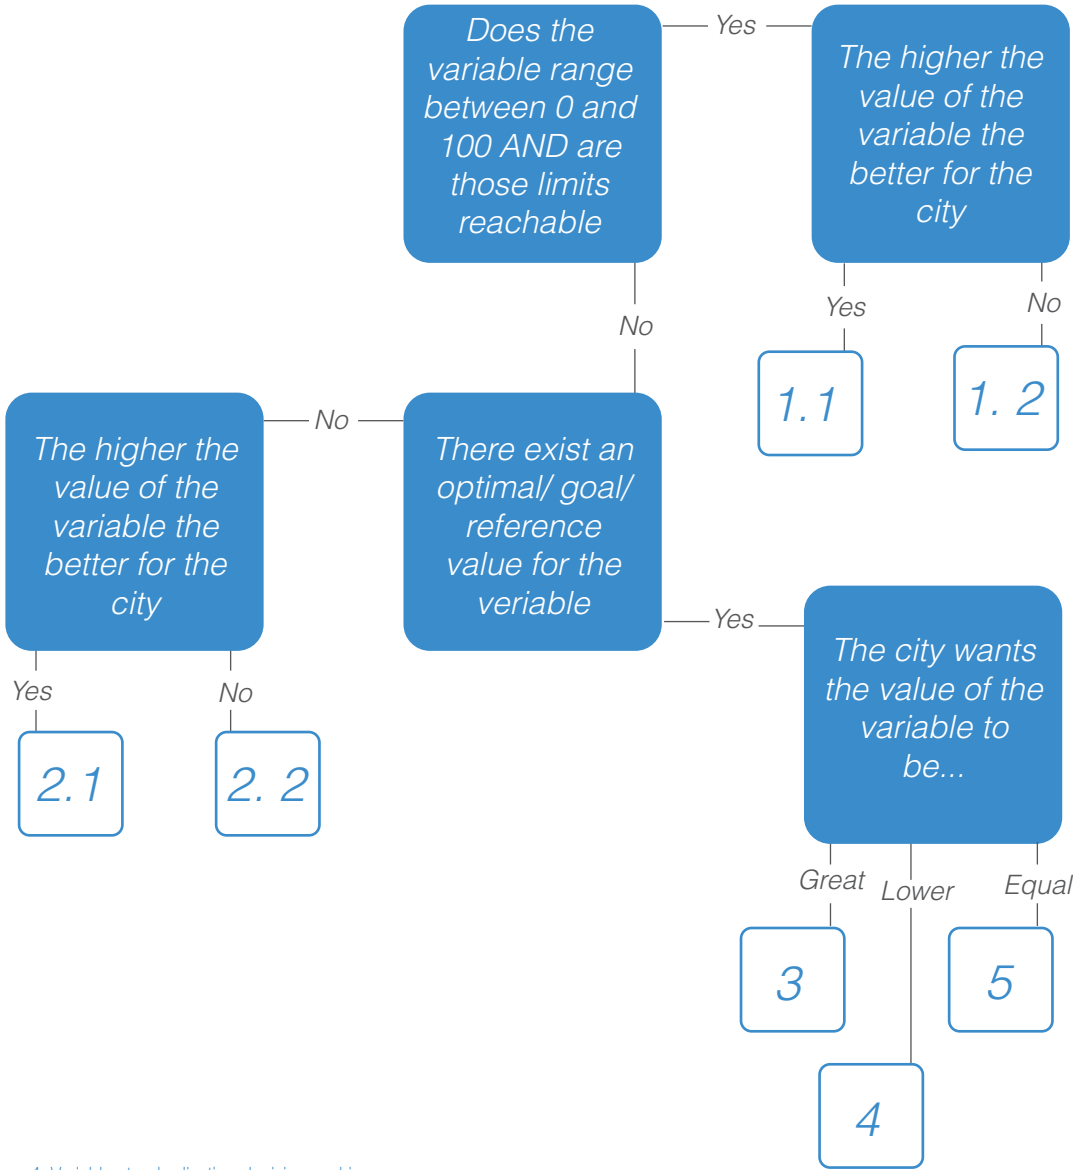 Does the
variable range
between 0 and
100 AND are
those limits
reachable
Yes
The higher the
value of the
variable the
better for the
city
Yes
No
1.1
1. 2
No
There exist an
optimal/ goal/
reference
value for the
veriable
No
The higher the
value of the
variable the
better for the
city
Yes
No
2.1
2. 2
Yes
The city wants
the value of the
variable to
be...
Great
Lower
Equal
3
5
4